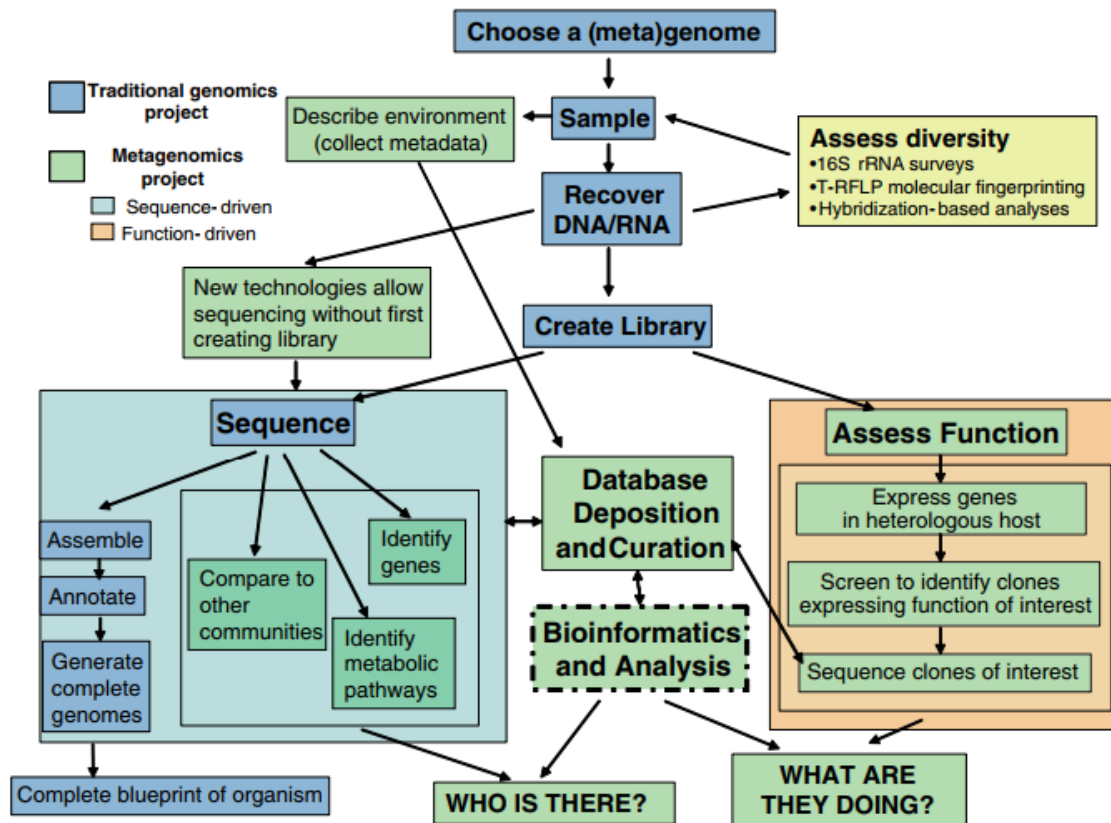 Choose a (meta)genome
Traditional genomics
project
Metagenomics
project
Sequence-driven
Function-driven
Describe environment
(collect metadata)
Sample
Assess diversity
•16S rRNA surveys
•T-RFLP molecular fingerprinting
•Hybridization-based analyses
Recover
DNA/RNA
New technologies allow
sequencing without first
creating library
Create Library
Sequence
Assemble
Annotate
Generate
complete
genomes
Compare to
other
communities
Identify
genes
Identify
metabolic
pathways
Database
Deposition
and Curation
Bioinformatics
and Analysis
Assess Function
Express genes
in heterologous host
Screen to identify clones
expressing function of interest
Sequence clones of interest
Complete blueprint of organism
WHO IS THERE?
WHAT ARE
THEY DOING?